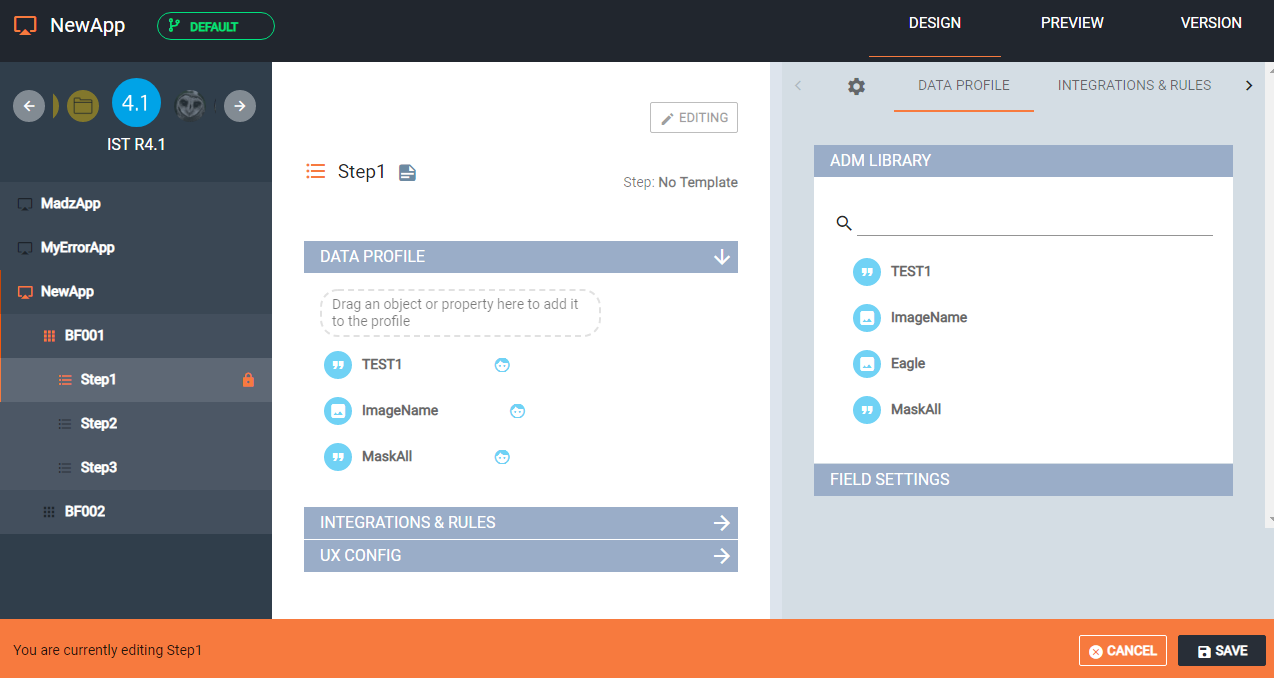 NewApp
DEFAULT
DESIGN
PREVIEW
VERSION
4.1
IST R4.1
MadzApp
MyErrorApp
NewApp
BF001
Step1
Step2
Step3
BF002
EDITING
Step1
Step: No Template
DATA PROFILE
Drag an object or property here to add it
to the profile
TEST1
ImageName
MaskAll
INTEGRATIONS & RULES
UX CONFIG
DATA PROFILE
INTEGRATIONS & RULES
ADM LIBRARY
TEST1
ImageName
Eagle
MaskAll
FIELD SETTINGS
You are currently editing Step1
CANCEL
SAVE